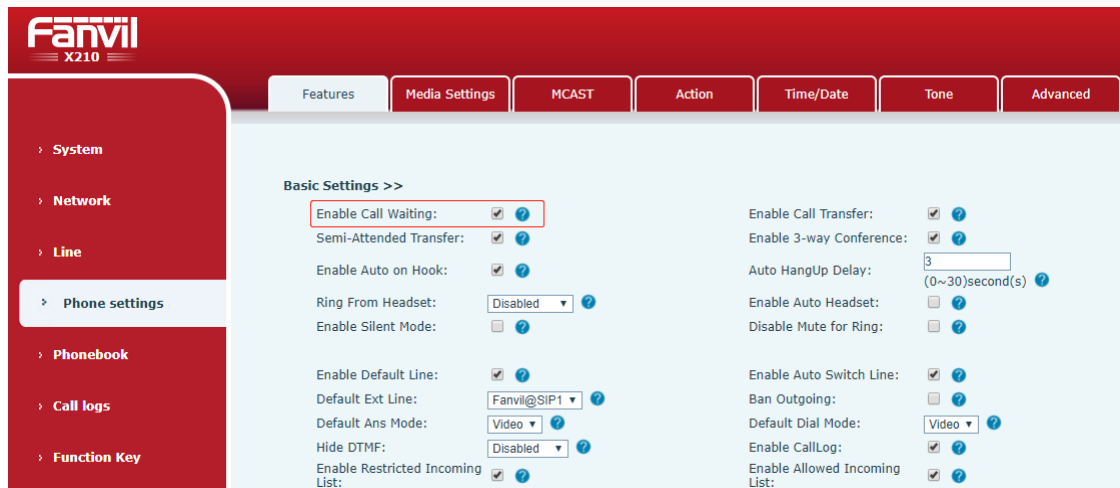 Fanvil
X210
Features Media Settings MCAST Action Time/Date Tone Advanced
› System
› Network
› Line
› Phone settings
› Phonebook
› Call logs
› Function Key
Basic Settings >>
Enable Call Waiting: Enable Call Transfer:
Semi-Attended Transfer: Enable 3-way Conference:
Enable Auto on Hook: Auto HangUp Delay: 3
(0~30)second(s)
Ring From Headset: Disabled Enable Auto Headset:
Enable Silent Mode: Disable Mute for Ring:
Enable Default Line: Enable Auto Switch Line:
Default Ext Line: Fanvil@SIP1 Ban Outgoing:
Default Ans Mode: Video Default Dial Mode: Video
Hide DTMF: Disabled Enable CallLog:
Enable Restricted Incoming Enable Allowed Incoming
List: List: